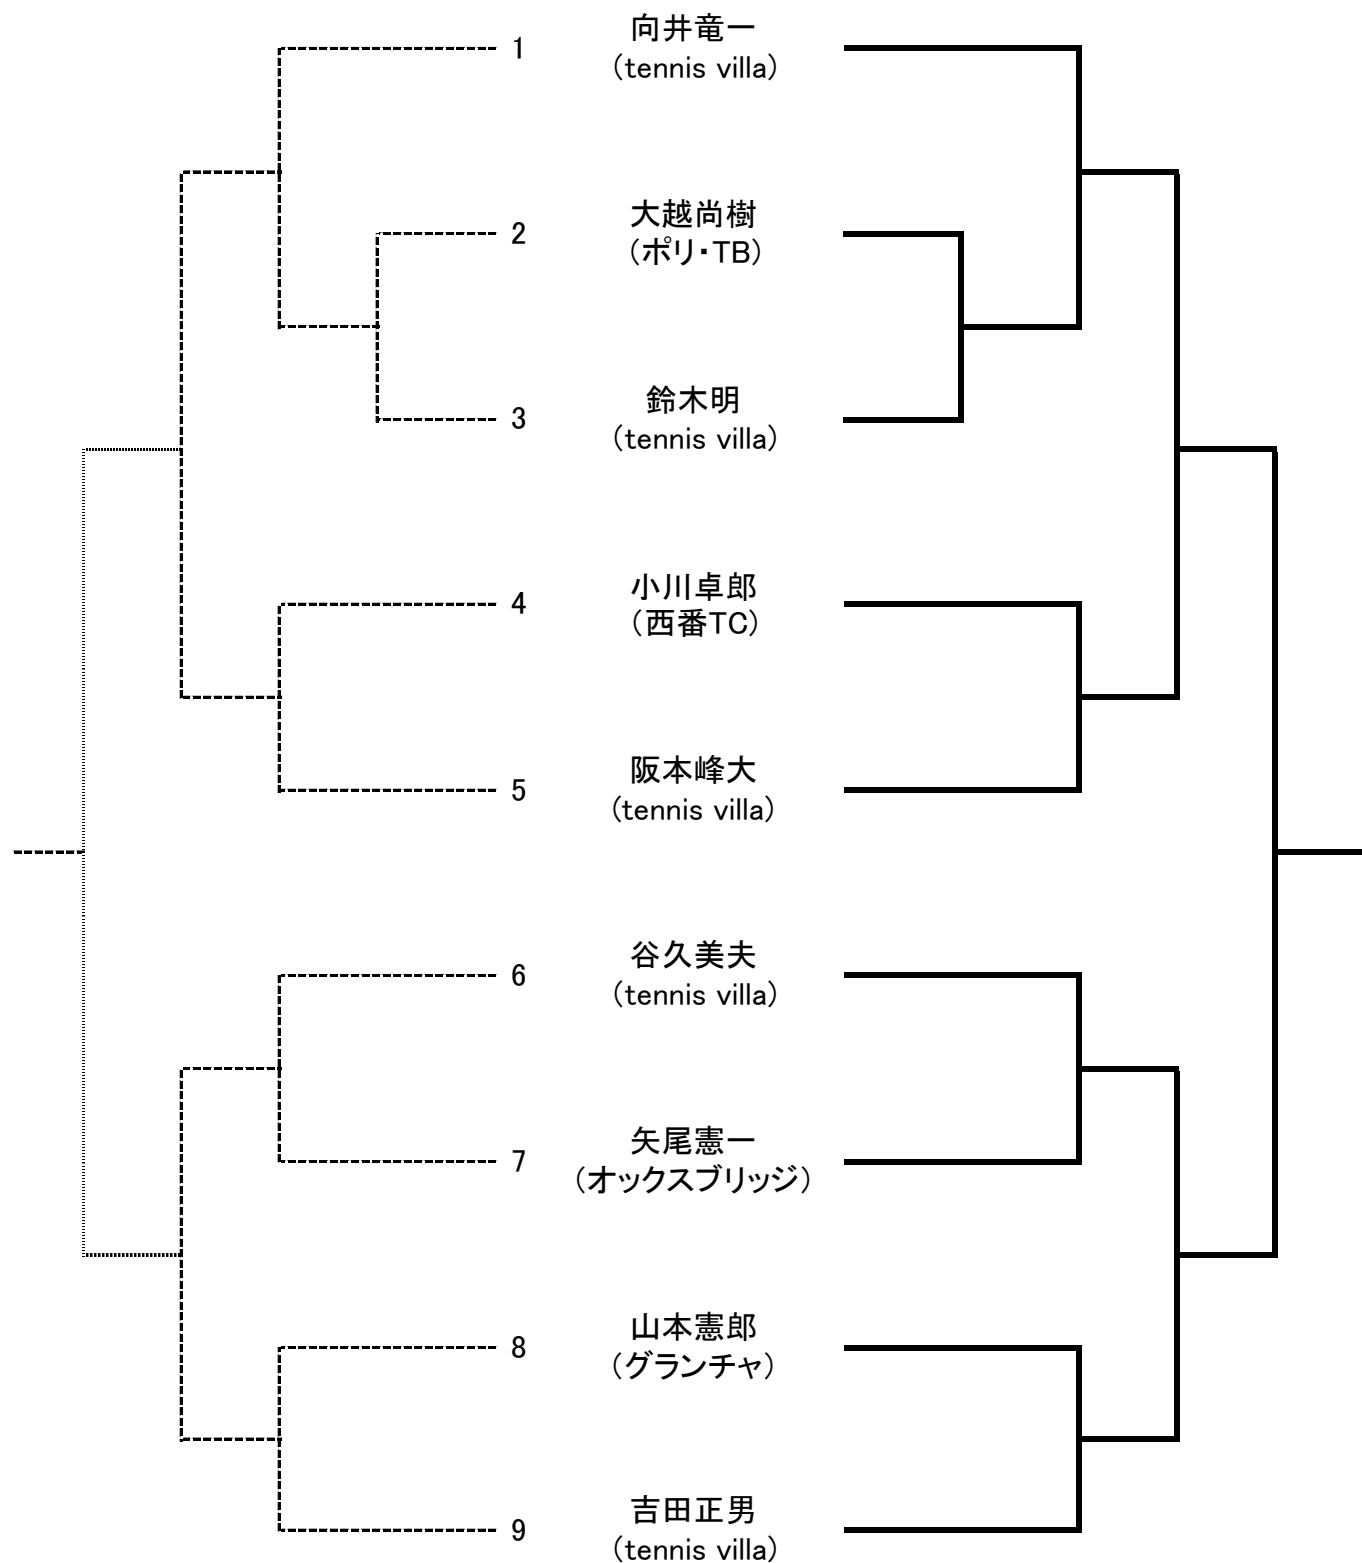 1
向井竜一
(tennis villa)
2
大越尚樹
(ポリ・TB)
3
鈴木明
(tennis villa)
4
小川卓郎
(西番TC)
5
阪本峰大
(tennis villa)
6
谷久美夫
(tennis villa)
7
矢尾憲一
(オックスブリッジ)
8
山本憲郎
(グランチャ)
9
吉田正男
(tennis villa)